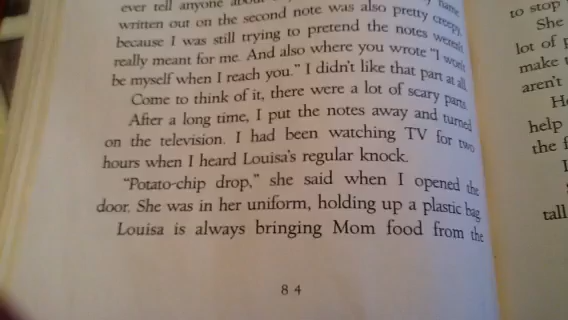 ever tell anyone about
written out on the second note was also pretty creepy,
because I was still trying to pretend the notes weren't
really meant for me. And also where you wrote "I won't
be myself when I reach you." I didn't like that part at all.
Come to think of it, there were a lot of scary parts.
After a long time, I put the notes away and turned
on the television. I had been watching TV for two
hours when I heard Louisa's regular knock.
"Potato-chip drop," she said when I opened the
door. She was in her uniform, holding up a plastic bag.
Louisa is always bringing Mom food from the
84
to stop
She
lot of
make
aren't
help
the
tall